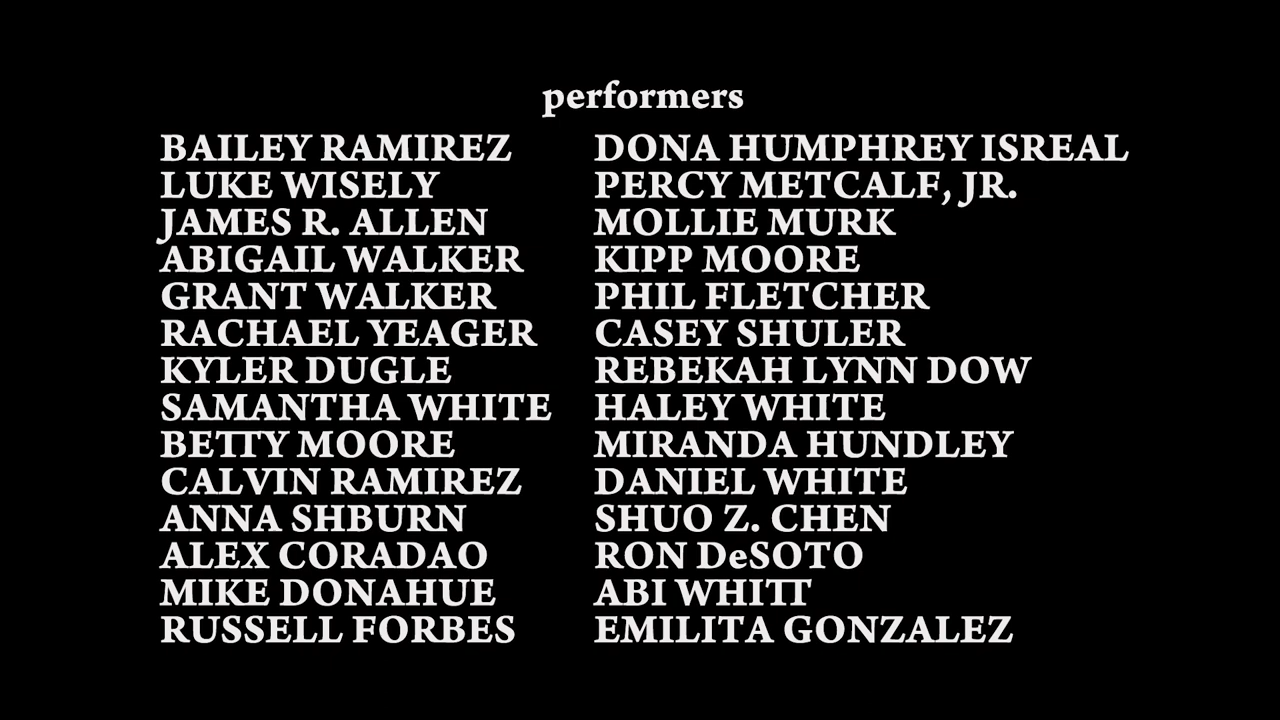 performers
BAILEY RAMIREZ
LUKE WISELY
JAMES R. ALLEN
ABIGAIL WALKER
GRANT WALKER
RACHAEL YEAGER
KYLER DUGLE
SAMANTHA WHITE
BETTY MOORE
CALVIN RAMIREZ
ANNA SHBURN
ALEX CORADAO
MIKE DONAHUE
RUSSELL FORBES
DONA HUMPHREY ISREAL
PERCY METCALF, JR.
MOLLIE MURK
KIPP MOORE
PHIL FLETCHER
CASEY SHULER
REBEKAH LYNN DOW
HALEY WHITE
MIRANDA HUNDLEY
DANIEL WHITE
SHUO Z. CHEN
RON DeSOTO
ABI WHITT
EMILITA GONZALEZ